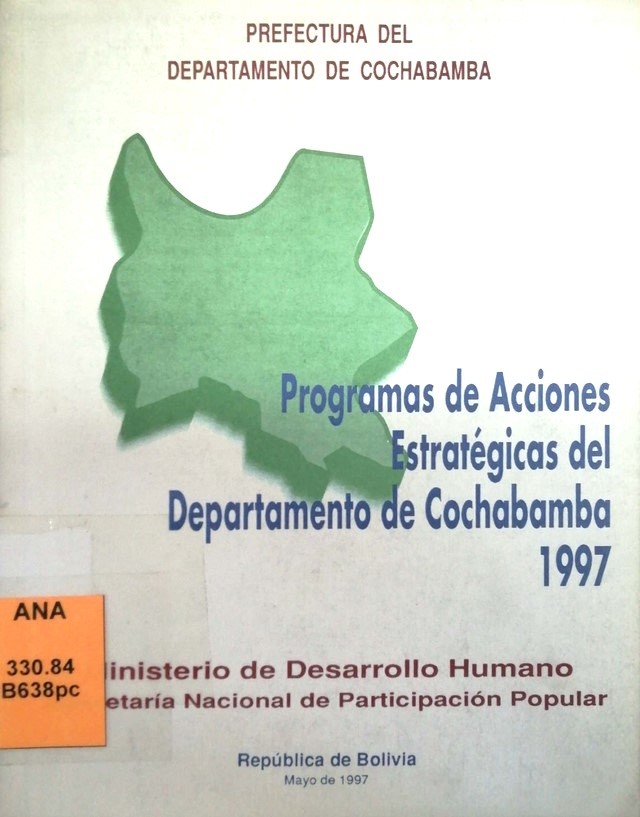 PREFECTURA DEL
DEPARTAMENTO DE COCHABAMBA
Programas de Acciones
Estratégicas del
Departamento de Cochabamba
1997
ANA
330.84
B638pc
inisterio de Desarrollo Humano
etaría Nacional de Participación Popular
República de Bolivia
Mayo de 1997